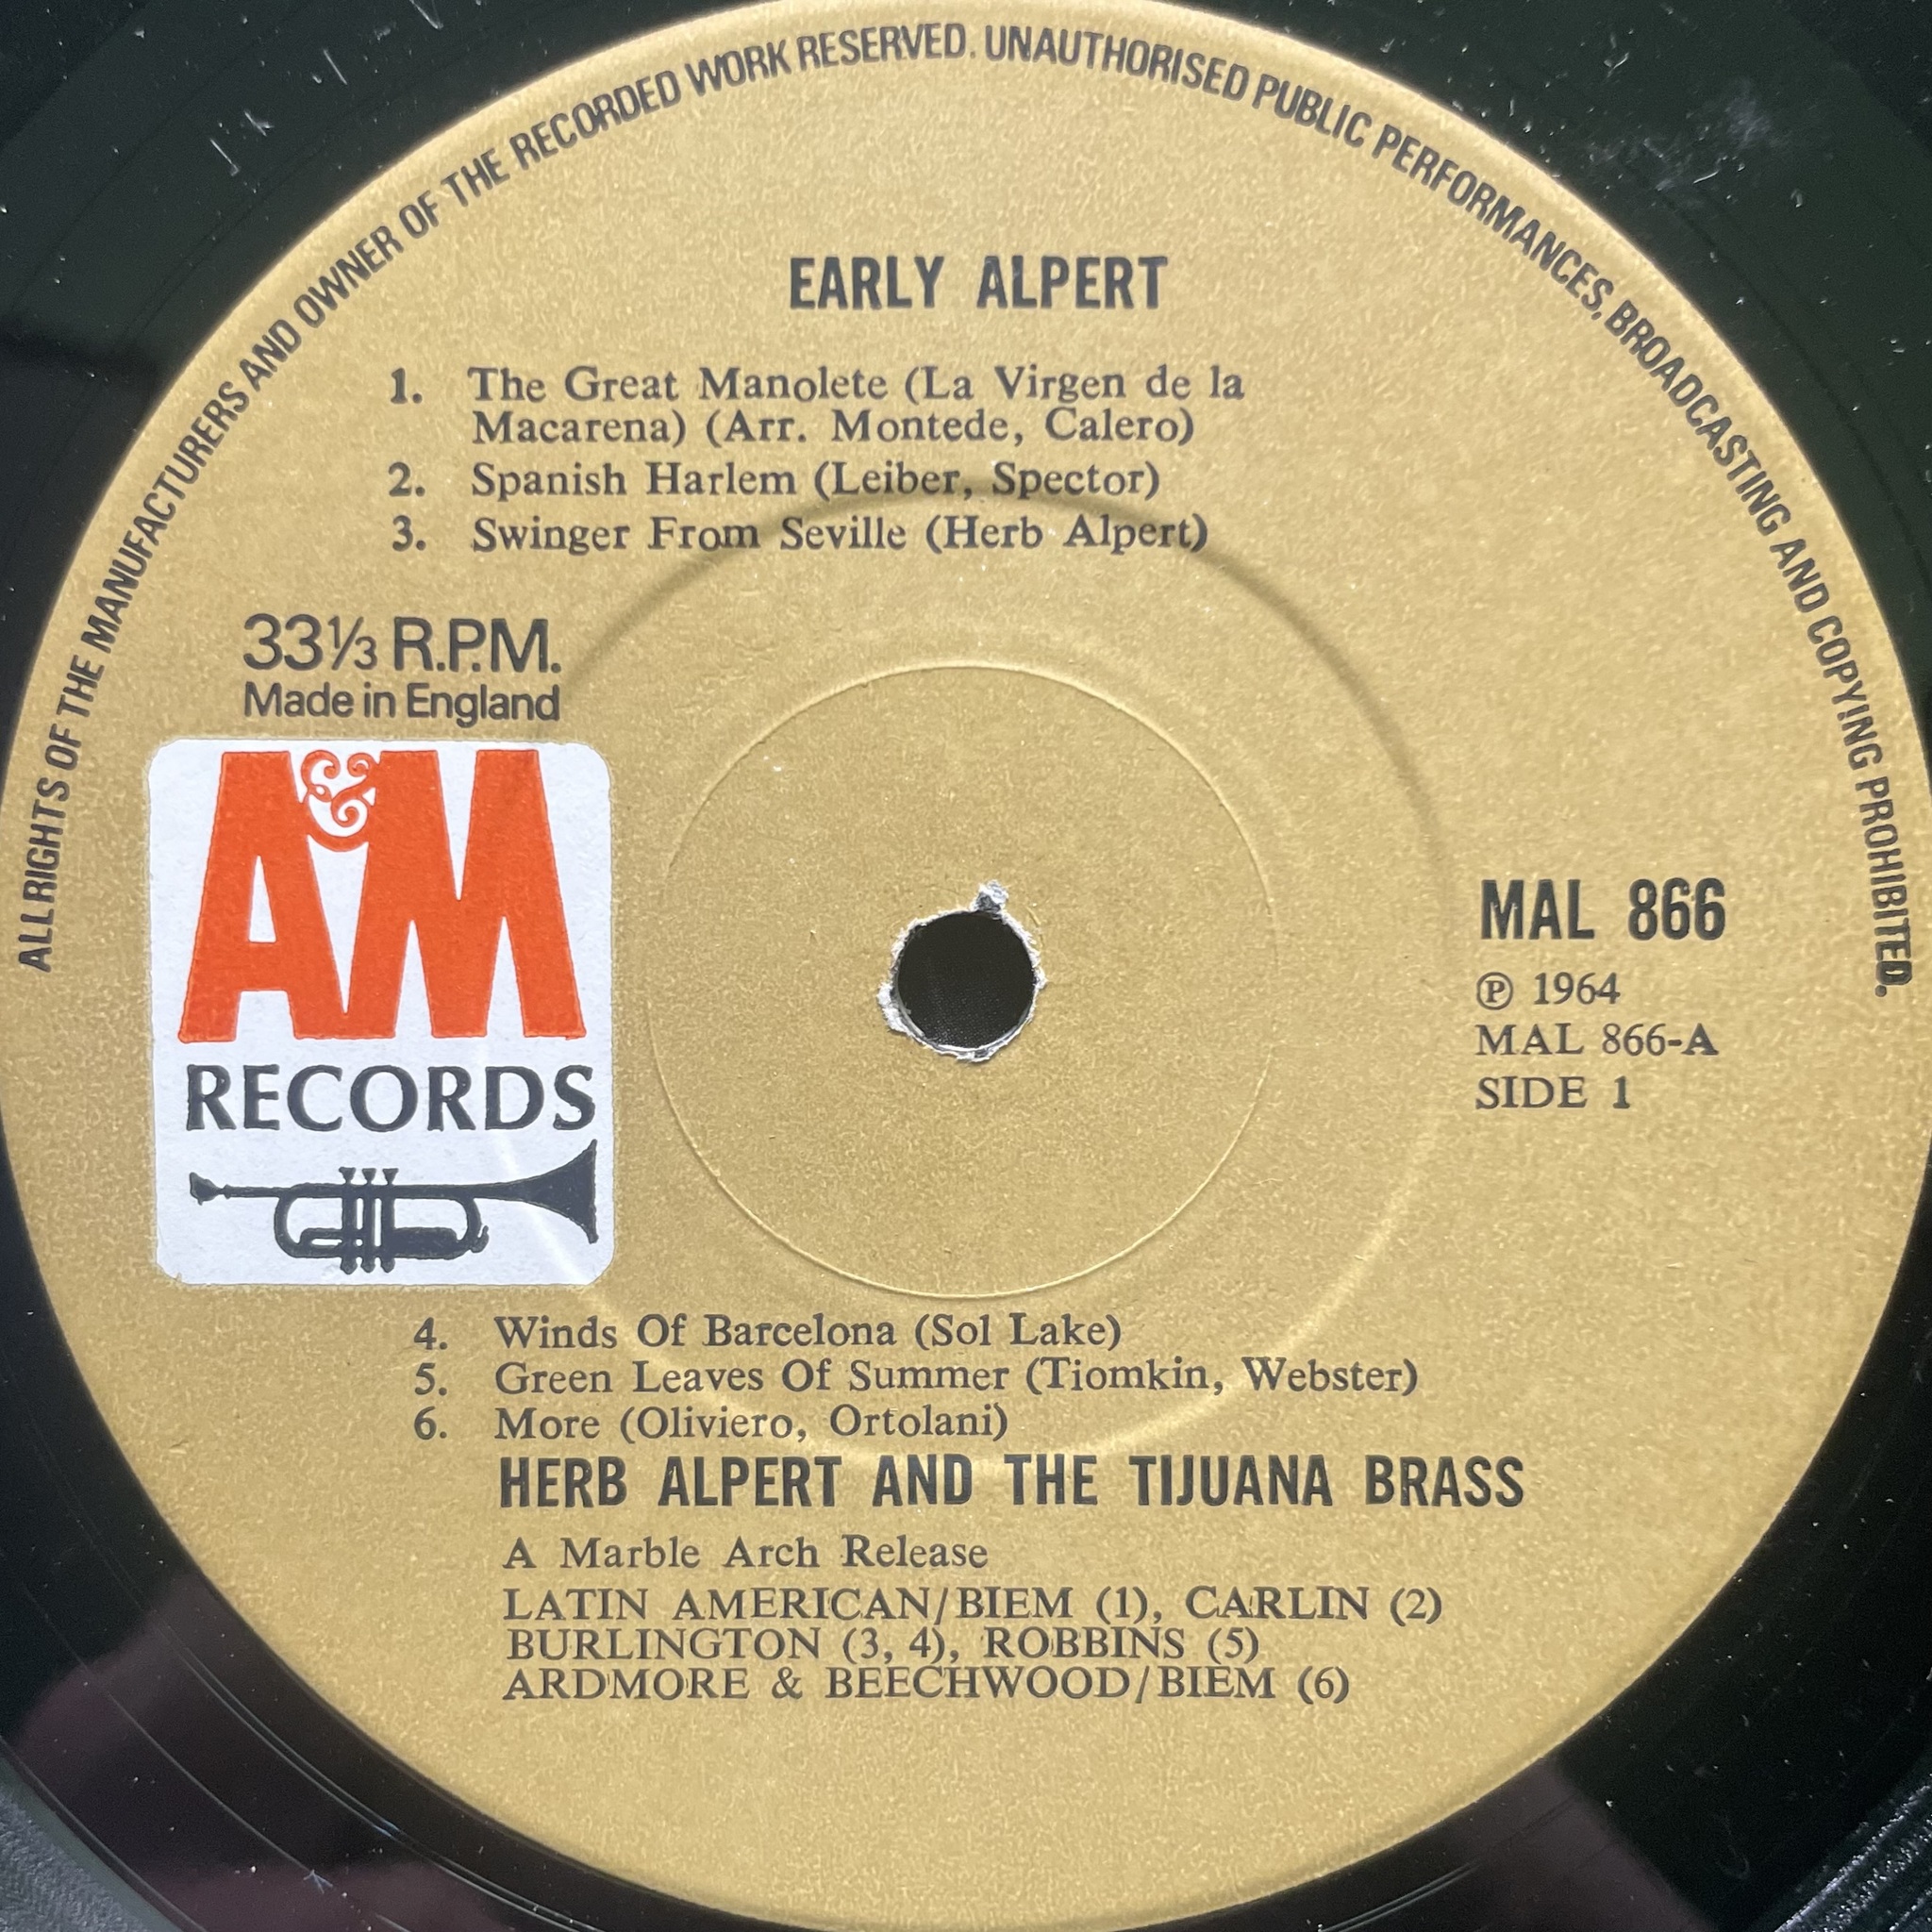 ALL RIGHTS OF THE MANUFACTURERS AND OWNER OF THE RECORDED WORK RESERVED. UNAUTHORISED PUBLIC PERFORMANCES, BROADCASTING AND COPYING PROHIBITED.
EARLY ALPERT
1. The Great Manolete (La Virgen de la
Macarena) (Arr. Montede, Calero)
2. Spanish Harlem (Leiber, Spector)
3. Swinger From Seville (Herb Alpert)
33⅓ R.P.M.
Made in England
A&M
RECORDS
MAL 866
℗ 1964
MAL 866-A
SIDE 1
4. Winds Of Barcelona (Sol Lake)
5. Green Leaves Of Summer (Tiomkin, Webster)
6. More (Oliviero, Ortolani)
HERB ALPERT AND THE TIJUANA BRASS
A Marble Arch Release
LATIN AMERICAN/BIEM (1), CARLIN (2)
BURLINGTON (3, 4), ROBBINS (5)
ARDMORE & BEECHWOOD/BIEM (6)